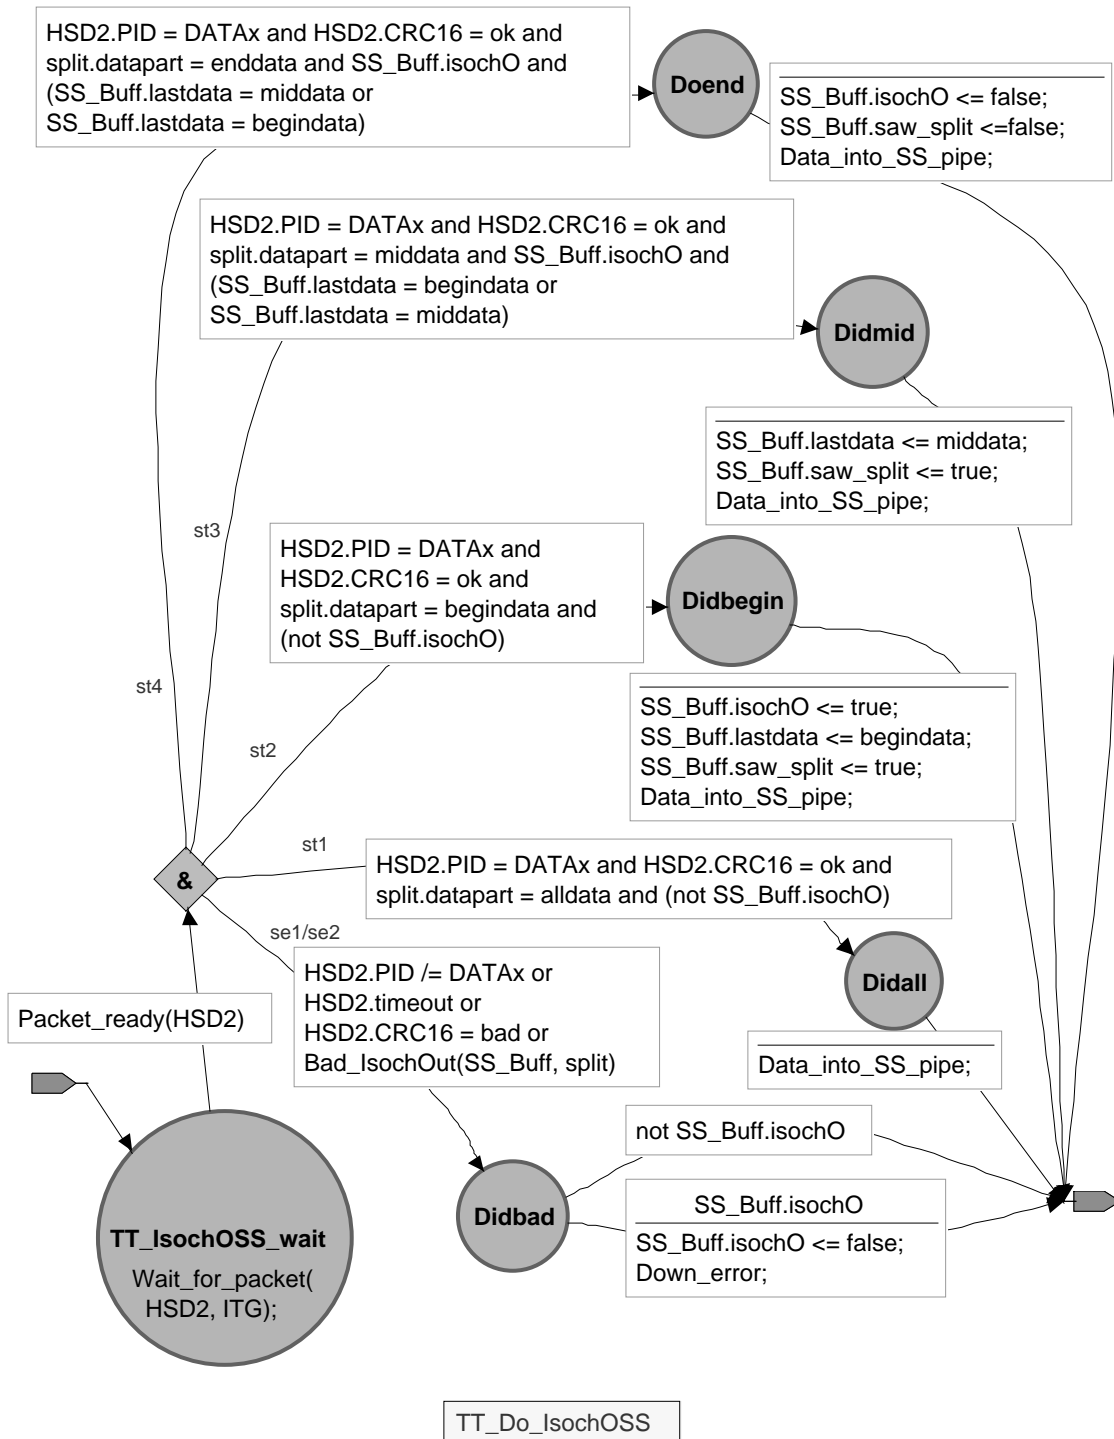 HSD2.PID = DATAx and HSD2.CRC16 = ok and
split.datapart = enddata and SS_Buff.isochO and
(SS_Buff.lastdata = middata or
SS_Buff.lastdata = begindata)
Doend
SS_Buff.isochO <= false;
SS_Buff.saw_split <=false;
Data_into_SS_pipe;
HSD2.PID = DATAx and HSD2.CRC16 = ok and
split.datapart = middata and SS_Buff.isochO and
(SS_Buff.lastdata = begindata or
SS_Buff.lastdata = middata)
Didmid
SS_Buff.lastdata <= middata;
SS_Buff.saw_split <= true;
Data_into_SS_pipe;
st3
HSD2.PID = DATAx and
HSD2.CRC16 = ok and
split.datapart = begindata and
(not SS_Buff.isochO)
Didbegin
st4
SS_Buff.isochO <= true;
SS_Buff.lastdata <= begindata;
SS_Buff.saw_split <= true;
Data_into_SS_pipe;
st2
st1
HSD2.PID = DATAx and HSD2.CRC16 = ok and
split.datapart = alldata and (not SS_Buff.isochO)
&
se1/se2
HSD2.PID /= DATAx or
HSD2.timeout or
HSD2.CRC16 = bad or
Bad_IsochOut(SS_Buff, split)
Didall
Packet_ready(HSD2)
Data_into_SS_pipe;
not SS_Buff.isochO
Didbad
SS_Buff.isochO
SS_Buff.isochO <= false;
Down_error;
TT_IsochOSS_wait
Wait_for_packet(
HSD2, ITG);
TT_Do_IsochOSS